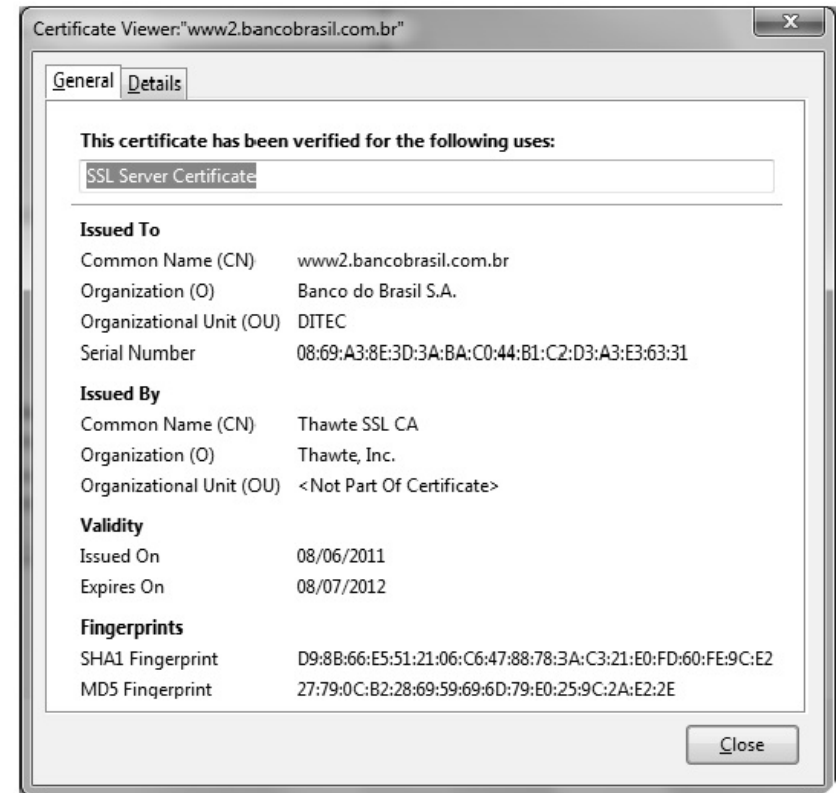 Certificate Viewer:"www2.bancobrasil.com.br"
General Details
This certificate has been verified for the following uses:
SSL Server Certificate
Issued To
Common Name (CN) www2.bancobrasil.com.br
Organization (O) Banco do Brasil S.A.
Organizational Unit (OU) DITEC
Serial Number 08:69:A3:8E:3D:3A:BA:C0:44:B1:C2:D3:A3:E3:63:31
Issued By
Common Name (CN) Thawte SSL CA
Organization (O) Thawte, Inc.
Organizational Unit (OU) <Not Part Of Certificate>
Validity
Issued On 08/06/2011
Expires On 08/07/2012
Fingerprints
SHA1 Fingerprint D9:8B:66:E5:51:21:06:C6:47:88:78:3A:C3:21:E0:FD:60:FE:9C:E2
MD5 Fingerprint 27:79:0C:B2:28:69:59:69:6D:79:E0:25:9C:2A:E2:2E
Close